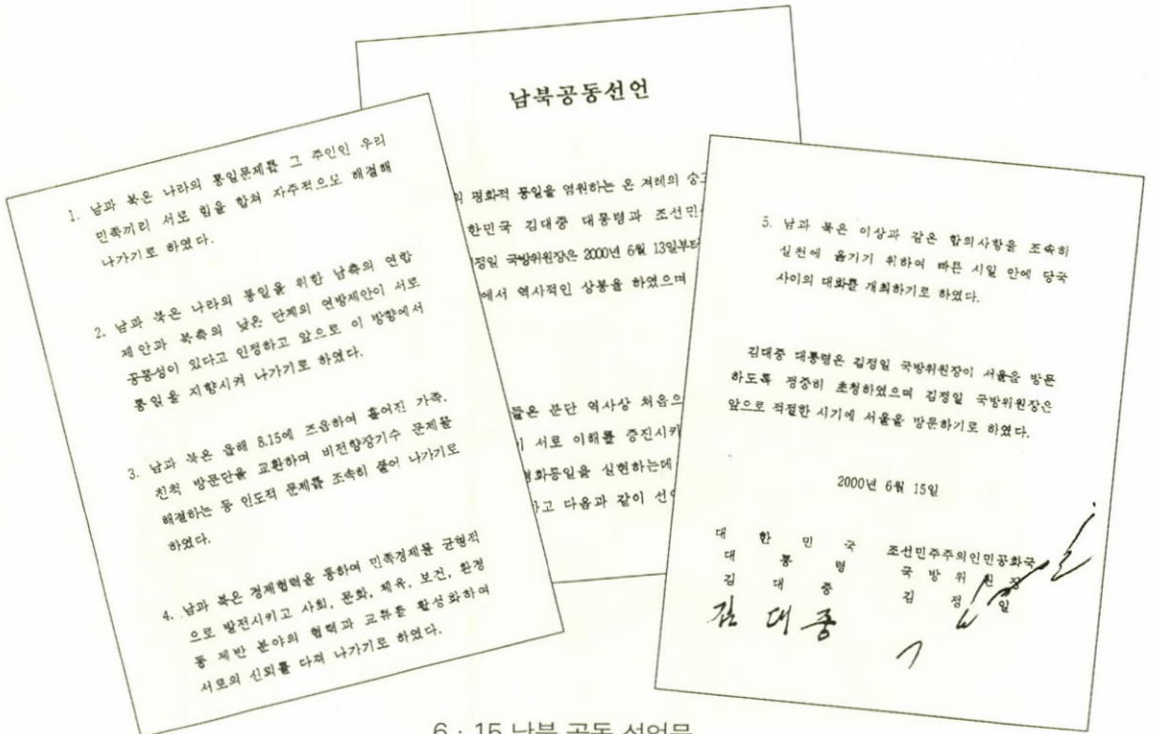 남북공동선언
의 평화적 통일을 염원하는 온 겨레의 숭고
한민국 김대중 대통령과 조선민
정일 국방위원장은 2000년 6월 13일부터
에서 역사적인 상봉을 하였으며
들은 분단 역사상 처음으
서로 이해를 증진시키
평화통일을 실현하는데
고 다음과 같이 선언
1. 남과 북은 나라의 통일문제를 그 주인인 우리
민족끼리 서로 힘을 합쳐 자주적으로 해결해
나가기로 하였다.
2. 남과 북은 나라의 통일을 위한 남측의 연합
제안과 북측의 낮은 단계의 연방제안이 서로
공통성이 있다고 인정하고 앞으로 이 방향에서
통일을 지향시켜 나가기로 하였다.
3. 남과 북은 올해 8.15에 즈음하여 흩어진 가족,
친척 방문단을 교환하며 비전향장기수 문제를
해결하는 등 인도적 문제를 조속히 풀어 나가기로
하였다.
4. 남과 북은 경제협력을 통하여 민족경제를 균형적
으로 발전시키고 사회, 문화, 체육, 보건, 환경
등 제반 분야의 협력과 교류를 활성화하여
서로의 신뢰를 다져 나가기로 하였다.
5. 남과 북은 이상과 같은 합의사항을 조속히
실천에 옮기기 위하여 빠른 시일 안에 당국
사이의 대화를 개최하기로 하였다.
김대중 대통령은 김정일 국방위원장이 서울을 방문
하도록 정중히 초청하였으며 김정일 국방위원장은
앞으로 적절한 시기에 서울을 방문하기로 하였다.
2000년 6월 15일
대 한 민 국 조선민주주의인민공화국
대 통 령 국 방 위 원 장
김 대 중 김 정 일
김 대 중
6·15 남북 공동 선언문